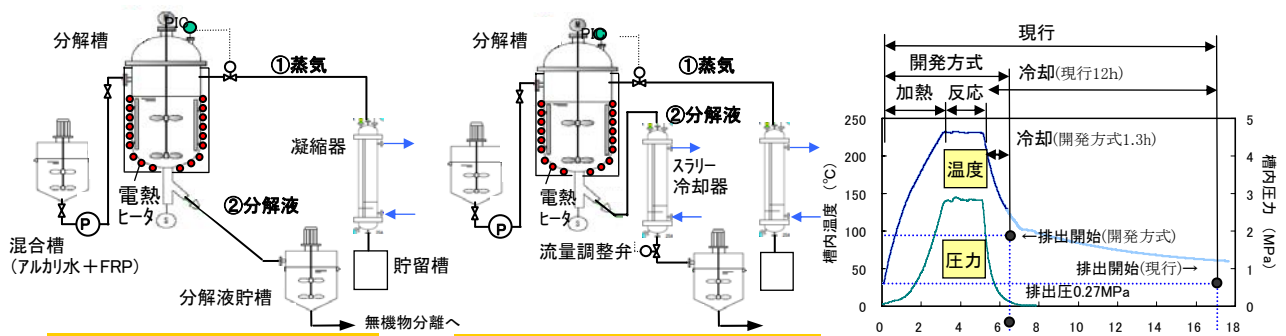 分解槽
PIC
①蒸気
凝縮器
電熱
ヒータ
②分解液
P
混合槽
(アルカリ水+FRP)
貯留槽
分解液貯槽
無機物分離へ
分解槽
PIC
①蒸気
②分解液
スラリー
冷却器
電熱
ヒータ
P
流量調整弁
現行
開発方式
冷却(現行12h)
加熱
反応
冷却(開発方式1.3h)
温度
圧力
←排出開始(開発方式)
排出開始(現行)→
排出圧0.27MPa
槽内温度 (℃)
250
200
150
100
50
0
槽内圧力 (MPa)
5
4
3
2
1
0
0 2 4 6 8 10 12 14 16 18